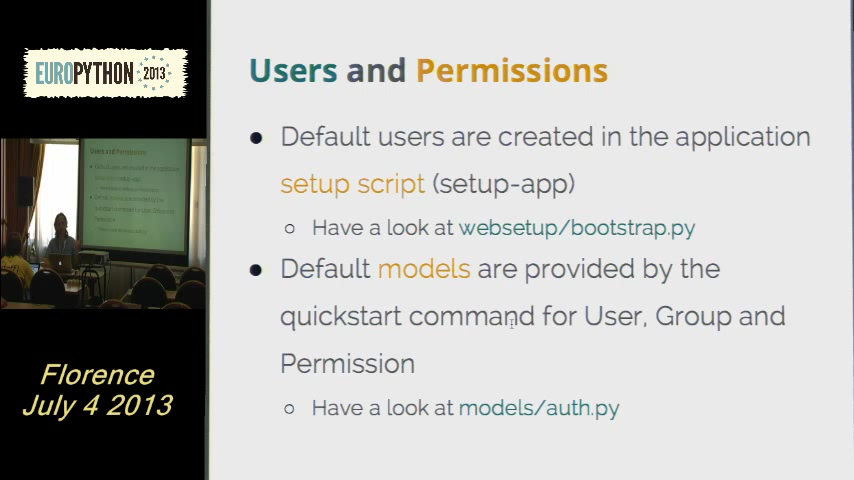 EUROPYTHON 2013
Florence
July 4 2013
Users and Permissions
● Default users are created in the application
setup script (setup-app)
○ Have a look at websetup/bootstrap.py
● Default models are provided by the
quickstart command for User, Group and
Permission
○ Have a look at models/auth.py